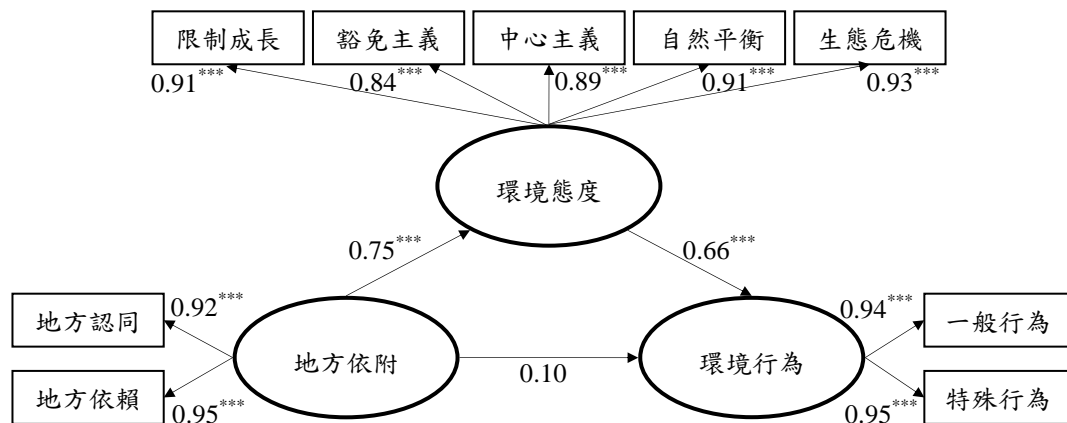 限制成長
豁免主義
中心主義
自然平衡
生態危機
0.91***
0.84***
0.89***
0.91***
0.93***
環境態度
0.75***
0.66***
地方認同
0.92***
地方依賴
0.95***
地方依附
0.10
環境行為
0.94***
一般行為
0.95***
特殊行為